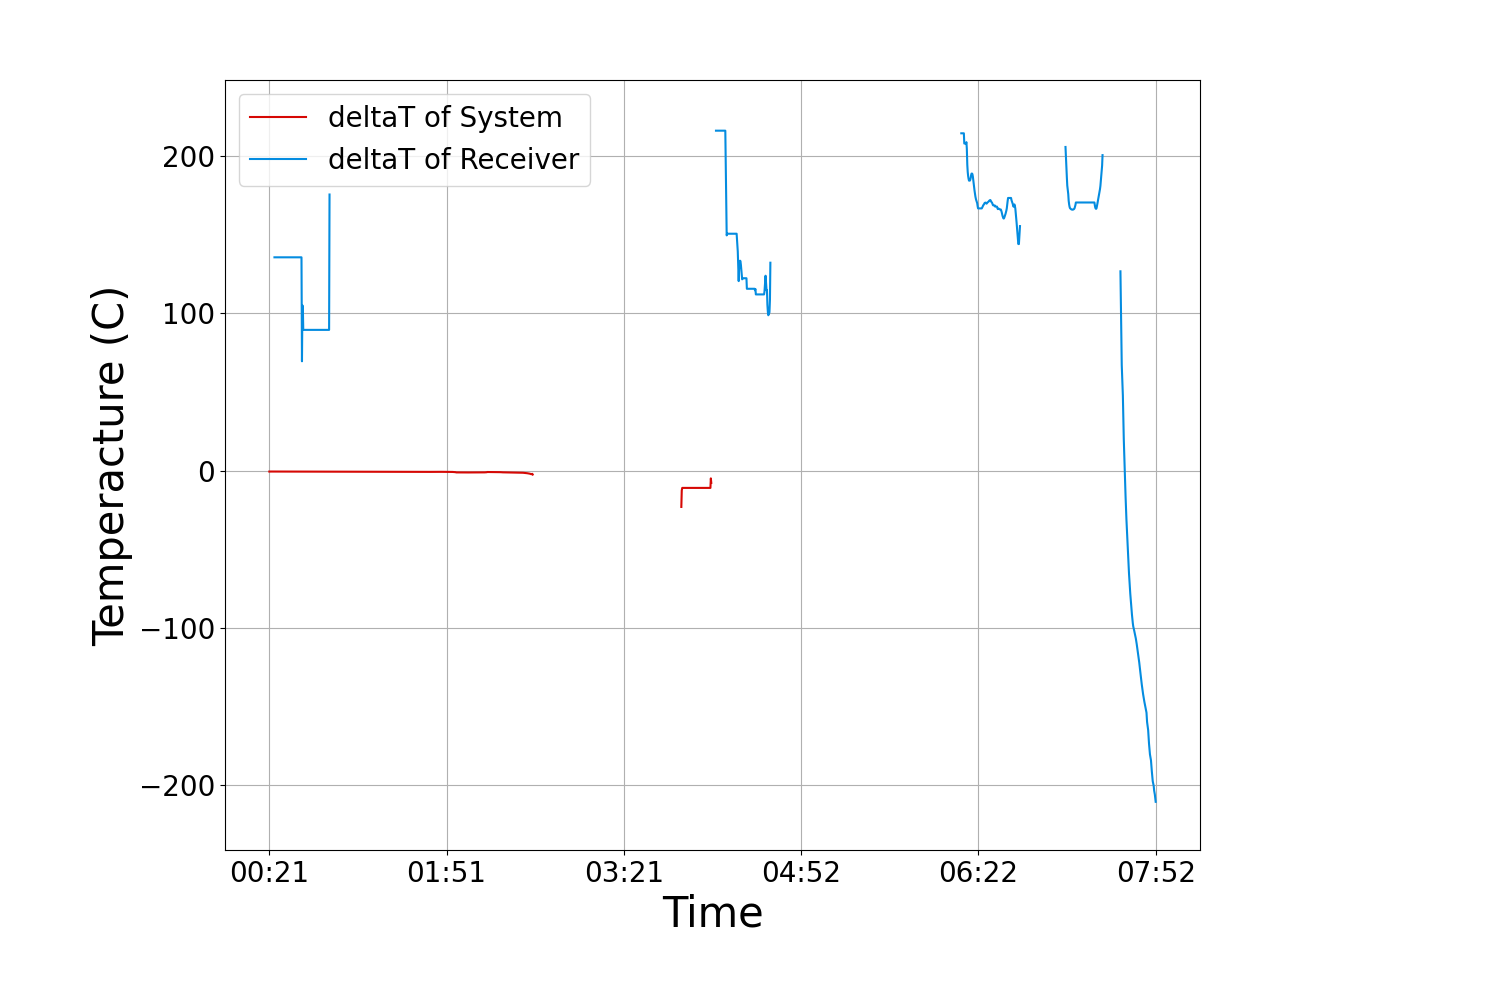 deltaT of System
deltaT of Receiver
200
100
0
−100
−200
Temperacture (C)
00:21 01:51 03:21 04:52 06:22 07:52
Time